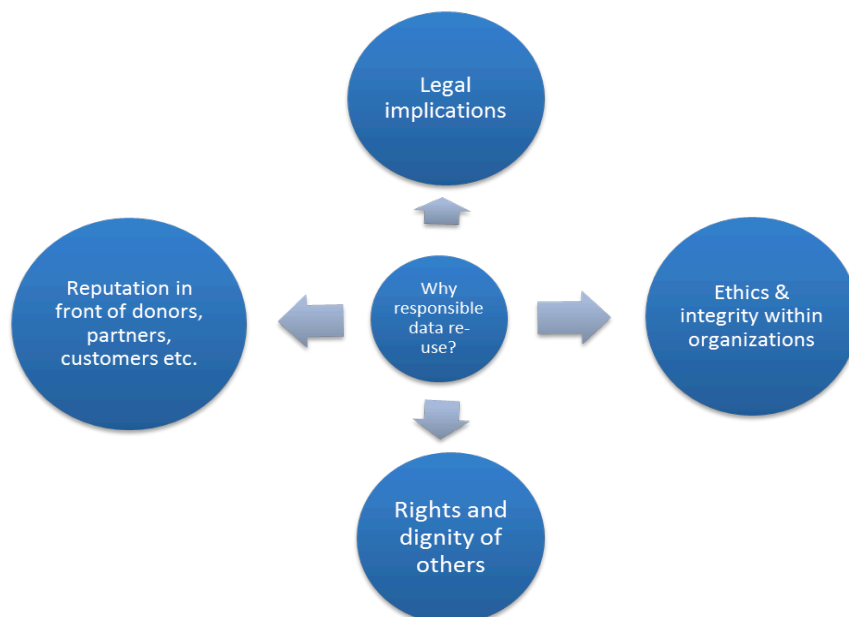 Legal
implications
Reputation in
front of donors,
partners,
customers etc.
Why
responsible
data re-
use?
Ethics &
integrity within
organizations
Rights and
dignity of
others